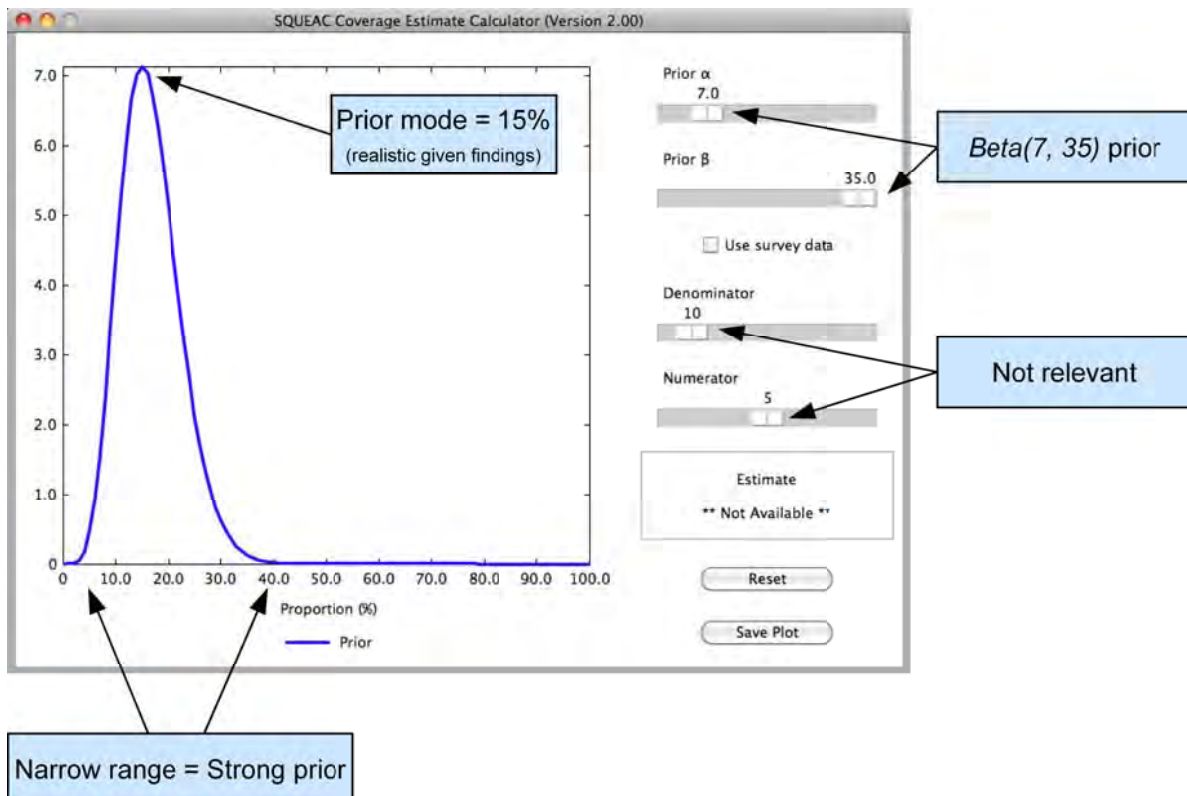 SQUEAC Coverage Estimate Calculator (Version 2.00)
7.0
6.0
5.0
4.0
3.0
2.0
1.0
0
0 10.0 20.0 30.0 40.0 50.0 60.0 70.0 80.0 90.0 100.0
Proportion (%)
Prior
Prior mode = 15%
(realistic given findings)
Prior α
7.0
Prior β
35.0
Use survey data
Denominator
10
Numerator
5
Estimate
** Not Available **
Reset
Save Plot
Beta(7, 35) prior
Not relevant
Narrow range = Strong prior